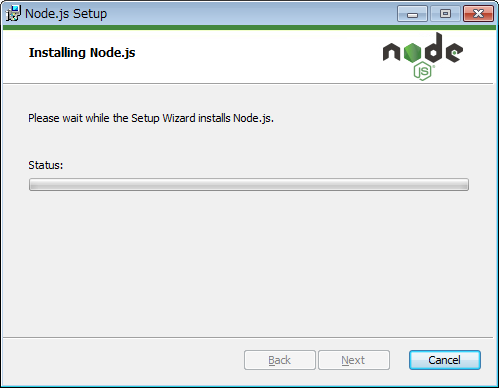 Node.js Setup
Installing Node.js
node
JS
Please wait while the Setup Wizard installs Node.js.
Status:
Back
Next
Cancel